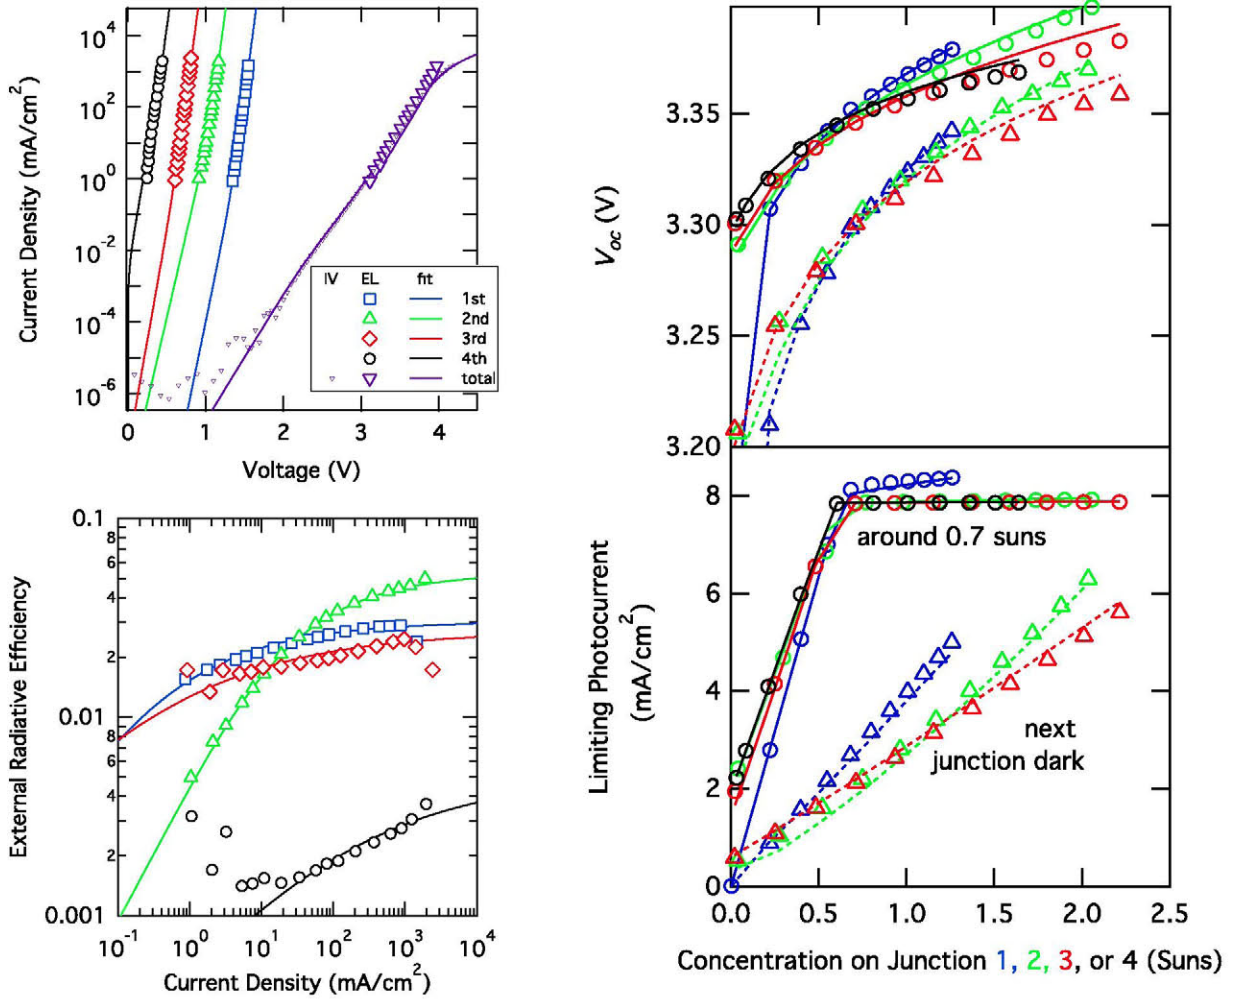 10^4
10^2
10^0
10^-2
10^-4
10^-6
Current Density (mA/cm^2)
IV EL fit
1st
2nd
3rd
4th
total
0 1 2 3 4
Voltage (V)
0.1
8
6
4
2
0.01
8
6
4
2
0.001
External Radiative Efficiency
10^-1 10^0 10^1 10^2 10^3 10^4
Current Density (mA/cm^2)
3.35
3.30
3.25
3.20
V_oc (V)
8
6
4
2
0
Limiting Photocurrent
(mA/cm^2)
around 0.7 suns
next
junction dark
0.0 0.5 1.0 1.5 2.0 2.5
Concentration on Junction 1, 2, 3, or 4 (Suns)